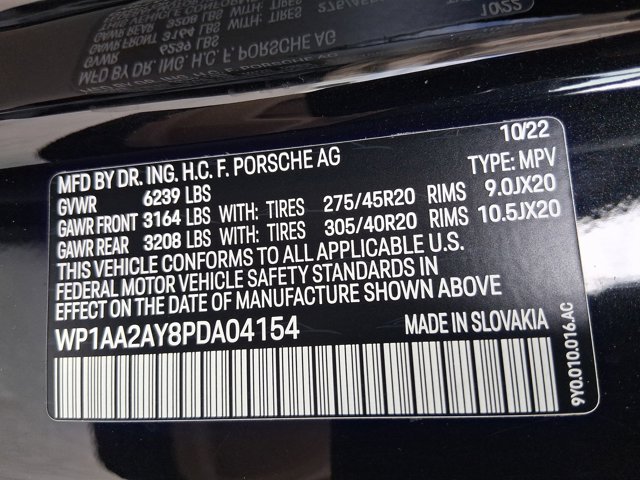 10/22
MFD BY DR. ING. H.C. F. PORSCHE AG
GVWR 6239 LBS TYPE: MPV
GAWR FRONT 3164 LBS WITH: TIRES 275/45R20 RIMS 9.0JX20
GAWR REAR 3208 LBS WITH: TIRES 305/40R20 RIMS 10.5JX20
THIS VEHICLE CONFORMS TO ALL APPLICABLE U.S.
FEDERAL MOTOR VEHICLE SAFETY STANDARDS IN
EFFECT ON THE DATE OF MANUFACTURE SHOWN ABOVE
WP1AA2AY8PDA04154 MADE IN SLOVAKIA
9Y0.010.016.AC